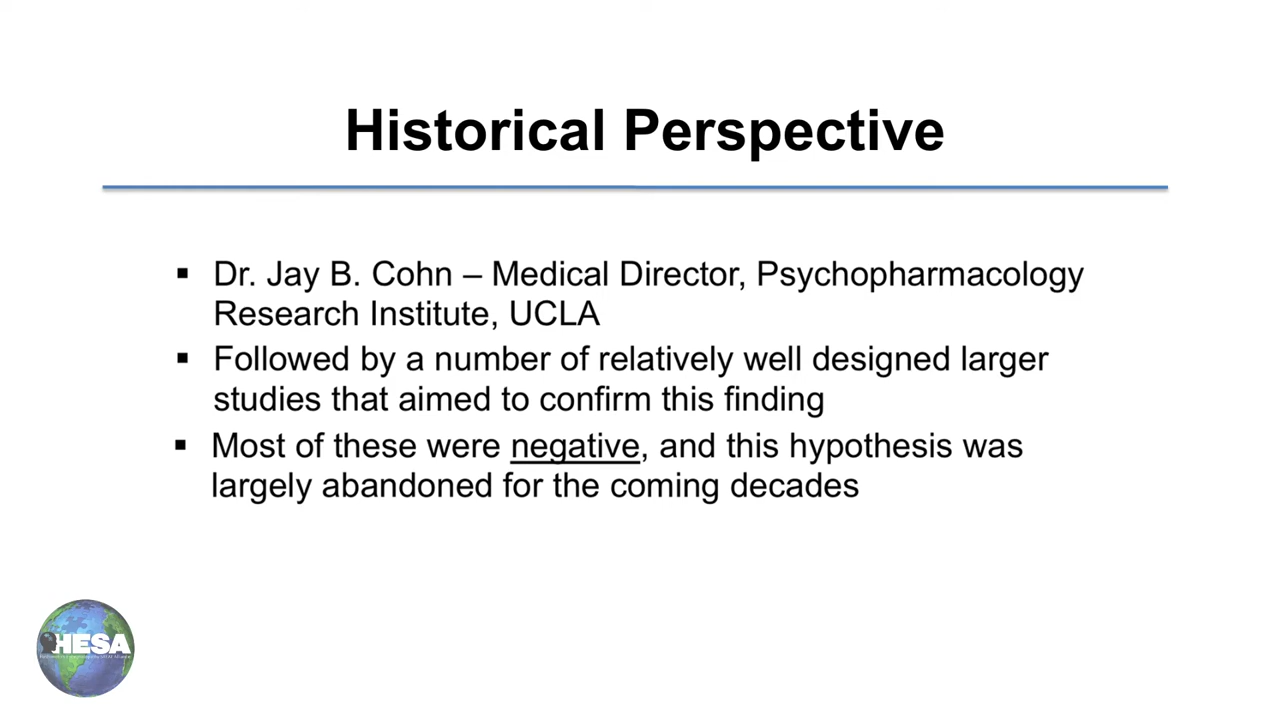 Historical Perspective
▪ Dr. Jay B. Cohn – Medical Director, Psychopharmacology
Research Institute, UCLA
▪ Followed by a number of relatively well designed larger
studies that aimed to confirm this finding
▪ Most of these were negative, and this hypothesis was
largely abandoned for the coming decades
HESA